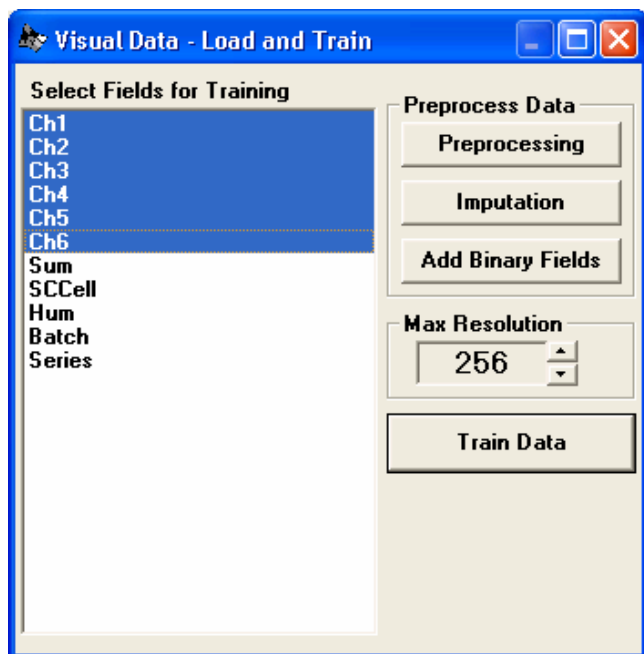 Visual Data - Load and Train
Select Fields for Training
Ch1
Ch2
Ch3
Ch4
Ch5
Ch6
Sum
SCCell
Hum
Batch
Series
Preprocess Data
Preprocessing
Imputation
Add Binary Fields
Max Resolution
256
Train Data